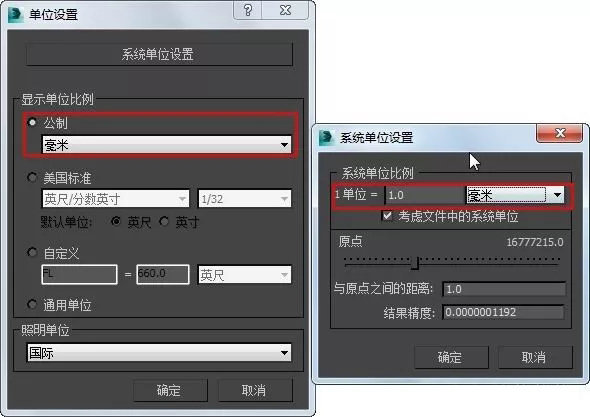 单位设置
系统单位设置
显示单位比例
公制
毫米
美国标准
英尺/分数英寸 1/32
默认单位: 英尺 英寸
自定义
FL = 660.0 英尺
通用单位
照明单位
国际
确定 取消
系统单位设置
系统单位比例
1单位 = 1.0 毫米
考虑文件中的系统单位
原点 16777215.0
与原点之间的距离: 1.0
结果精度: 0.0000001192
确定 取消